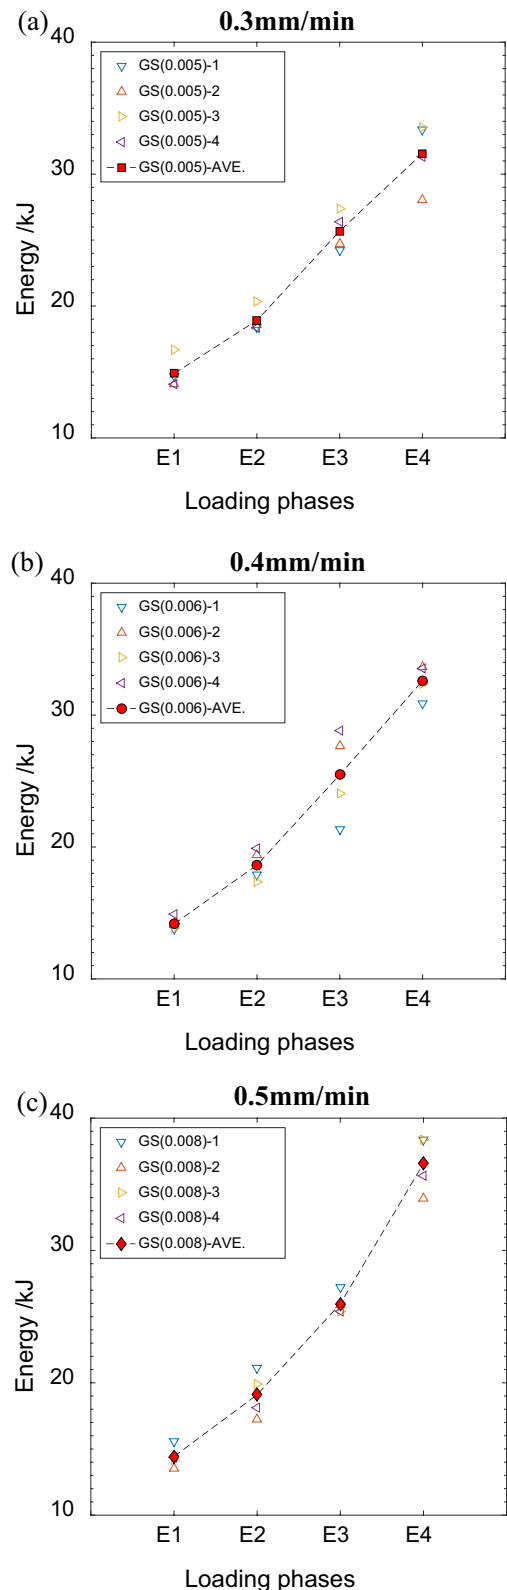 (a) 0.3mm/min
40
GS(0.005)-1
GS(0.005)-2
GS(0.005)-3
GS(0.005)-4
GS(0.005)-AVE.
30
Energy /kJ
20
10
E1 E2 E3 E4
Loading phases
(b) 0.4mm/min
40
GS(0.006)-1
GS(0.006)-2
GS(0.006)-3
GS(0.006)-4
GS(0.006)-AVE.
30
Energy /kJ
20
10
E1 E2 E3 E4
Loading phases
(c) 0.5mm/min
40
GS(0.008)-1
GS(0.008)-2
GS(0.008)-3
GS(0.008)-4
GS(0.008)-AVE.
30
Energy /kJ
20
10
E1 E2 E3 E4
Loading phases